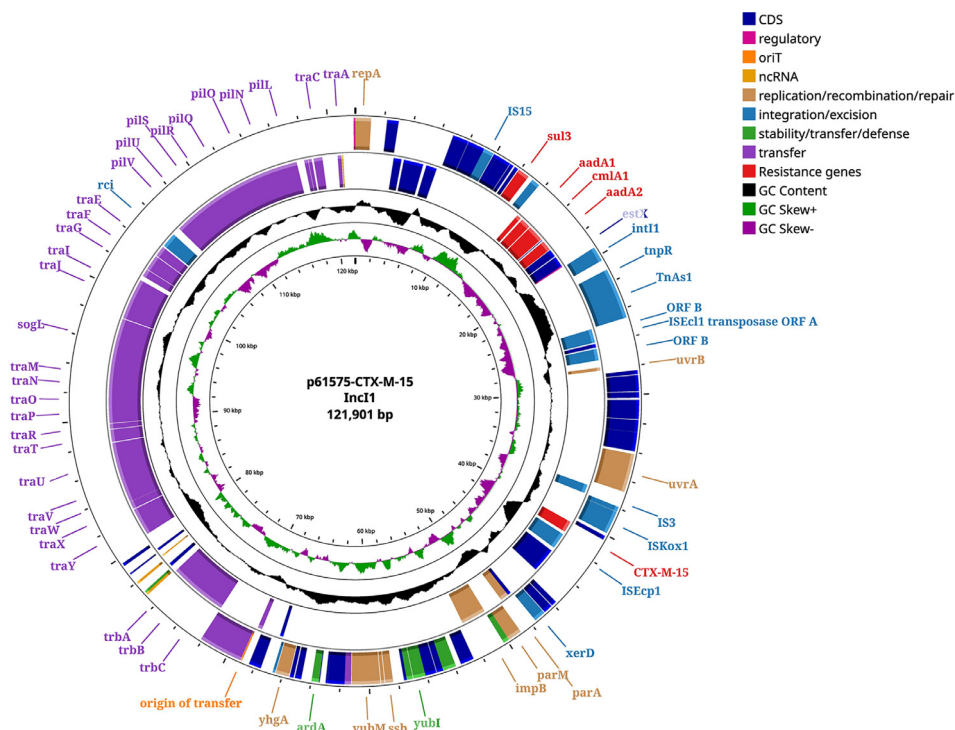 CDS
regulatory
oriT
ncRNA
replication/recombination/repair
integration/excision
stability/transfer/defense
transfer
Resistance genes
GC Content
GC Skew+
GC Skew-
p61575-CTX-M-15
IncI1
121,901 bp
120 kbp
10 kbp
20 kbp
30 kbp
40 kbp
50 kbp
60 kbp
70 kbp
80 kbp
90 kbp
100 kbp
110 kbp
repA
IS15
sul3
aadA1
cmlA1
aadA2
estX
intI1
tnpR
TnAs1
ORF B
ISEcl1 transposase ORF A
ORF B
uvrB
uvrA
IS3
ISKox1
CTX-M-15
ISEcp1
xerD
parM
parA
impB
yubI
ssb
yubM
ardA
yhgA
origin of transfer
trbC
trbB
trbA
traY
traX
traW
traV
traU
traT
traR
traP
traO
traN
traM
sogL
traJ
traI
traG
traF
traE
rci
pilV
pilU
pilR
pilS
pilQ
pilO
pilN
pilL
traC
traA